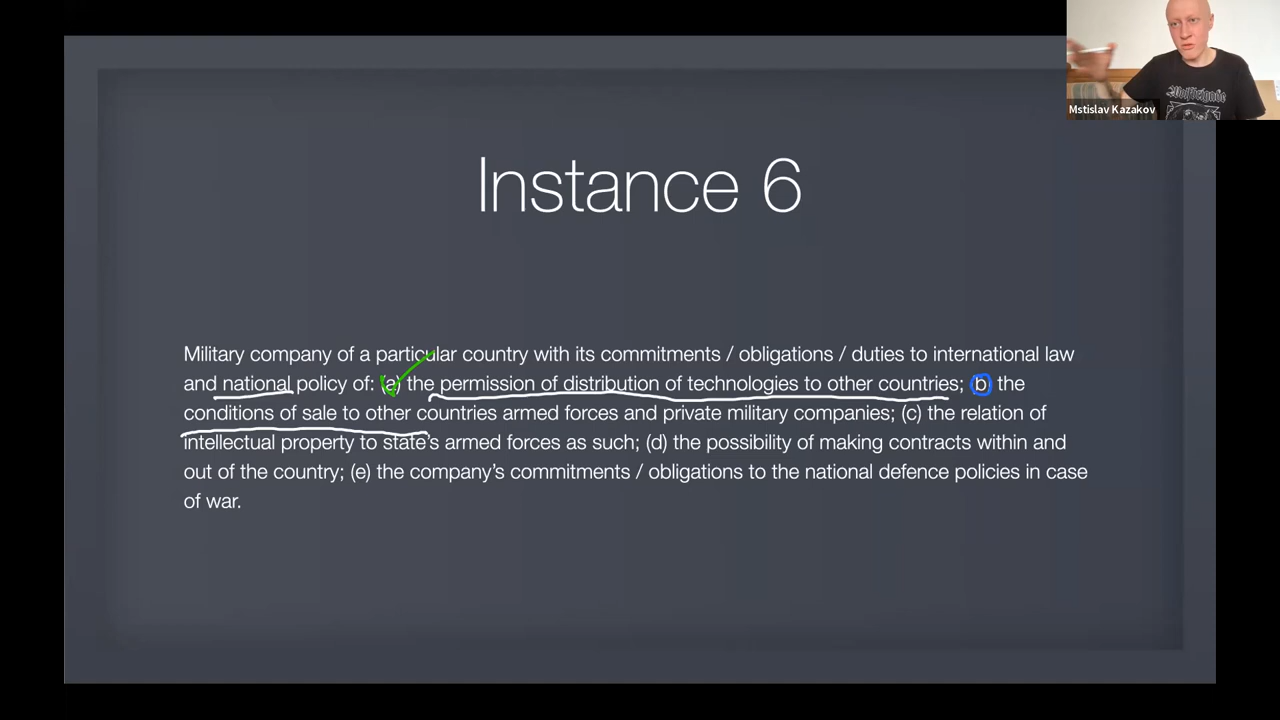 Mstislav Kazakov
Instance 6
Military company of a particular country with its commitments / obligations / duties to international law
and national policy of: (a) the permission of distribution of technologies to other countries; (b) the
conditions of sale to other countries armed forces and private military companies; (c) the relation of
intellectual property to state's armed forces as such; (d) the possibility of making contracts within and
out of the country; (e) the company's commitments / obligations to the national defence policies in case
of war.